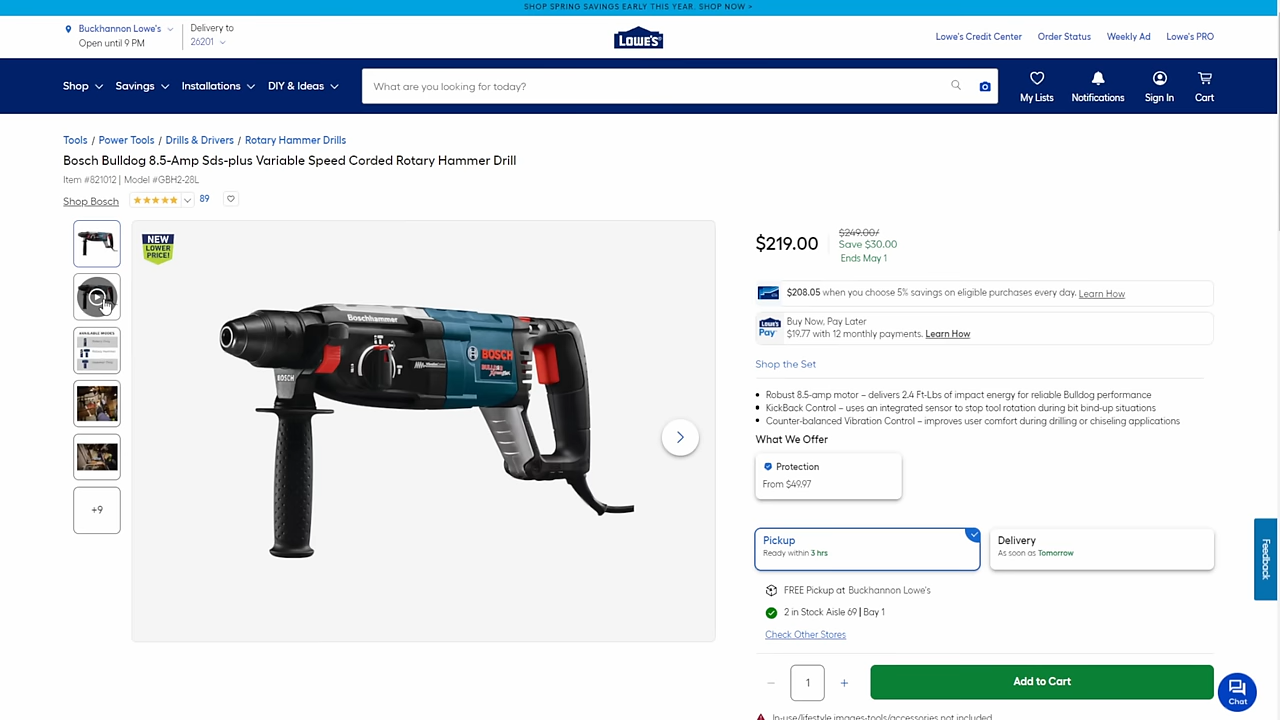 SHOP SPRING SAVINGS EARLY THIS YEAR. SHOP NOW >
Buckhannon Lowe's
Open until 9 PM
Delivery to
26201
LOWE'S
Lowe's Credit Center
Order Status
Weekly Ad
Lowe's PRO
Shop
Savings
Installations
DIY & Ideas
What are you looking for today?
My Lists
Notifications
Sign In
Cart
Tools / Power Tools / Drills & Drivers / Rotary Hammer Drills
Bosch Bulldog 8.5-Amp Sds-plus Variable Speed Corded Rotary Hammer Drill
Item #821012 | Model #GBH2-28L
Shop Bosch
89
AVAILABLE MODES
+9
NEW
LOWER
PRICE!
Boschhammer
BOSCH
BULLDOG
BOSCH
$219.00
$249.00/
Save $30.00
Ends May 1
$208.05 when you choose 5% savings on eligible purchases every day. Learn How
LOWE'S
Pay
Buy Now, Pay Later
$19.77 with 12 monthly payments. Learn How
Shop the Set
• Robust 8.5-amp motor – delivers 2.4 Ft-Lbs of impact energy for reliable Bulldog performance
• KickBack Control – uses an integrated sensor to stop tool rotation during bit bind-up situations
• Counter-balanced Vibration Control – improves user comfort during drilling or chiseling applications
What We Offer
Protection
From $49.97
Pickup
Ready within 3 hrs
Delivery
As soon as Tomorrow
FREE Pickup at Buckhannon Lowe's
2 in Stock Aisle 69 | Bay 1
Check Other Stores
− 1 +
Add to Cart
In-use/lifestyle images-tools/accessories not included
Feedback
Chat